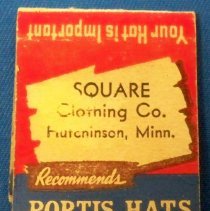 Your Hat is Important
SQUARE
Clothing Co.
Hutchinson, Minn.
Recommends
PORTIS HATS